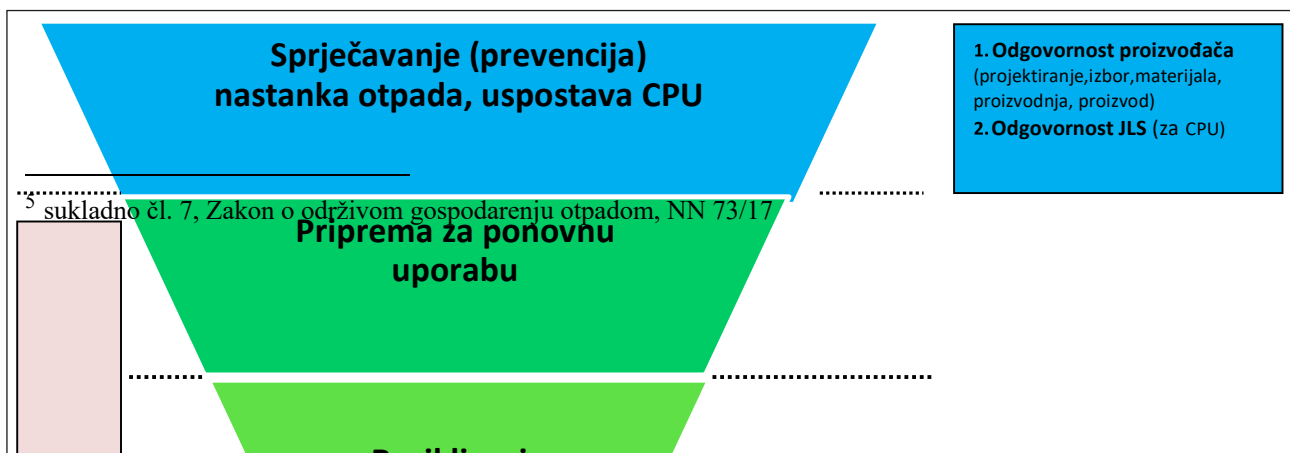 Sprječavanje (prevencija)
nastanka otpada, uspostava CPU
1. Odgovornost proizvođača
(projektiranje,izbor,materijala,
proizvodnja, proizvod)
2. Odgovornost JLS (za CPU)
5 sukladno čl. 7, Zakon o održivom gospodarenju otpadom, NN 73/17
Priprema za ponovnu
uporabu